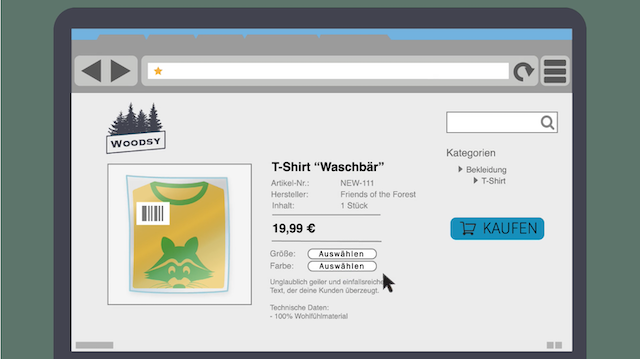 WOODSY
T-Shirt “Waschbär”
Artikel-Nr.: NEW-111
Hersteller: Friends of the Forest
Inhalt: 1 Stück
19,99 €
Größe: Auswählen
Farbe: Auswählen
Unglaublich geiler und einfallsreicher
Text, der deine Kunden überzeugt.
Technische Daten:
- 100% Wohlfühlmaterial
Kategorien
Bekleidung
T-Shirt
KAUFEN